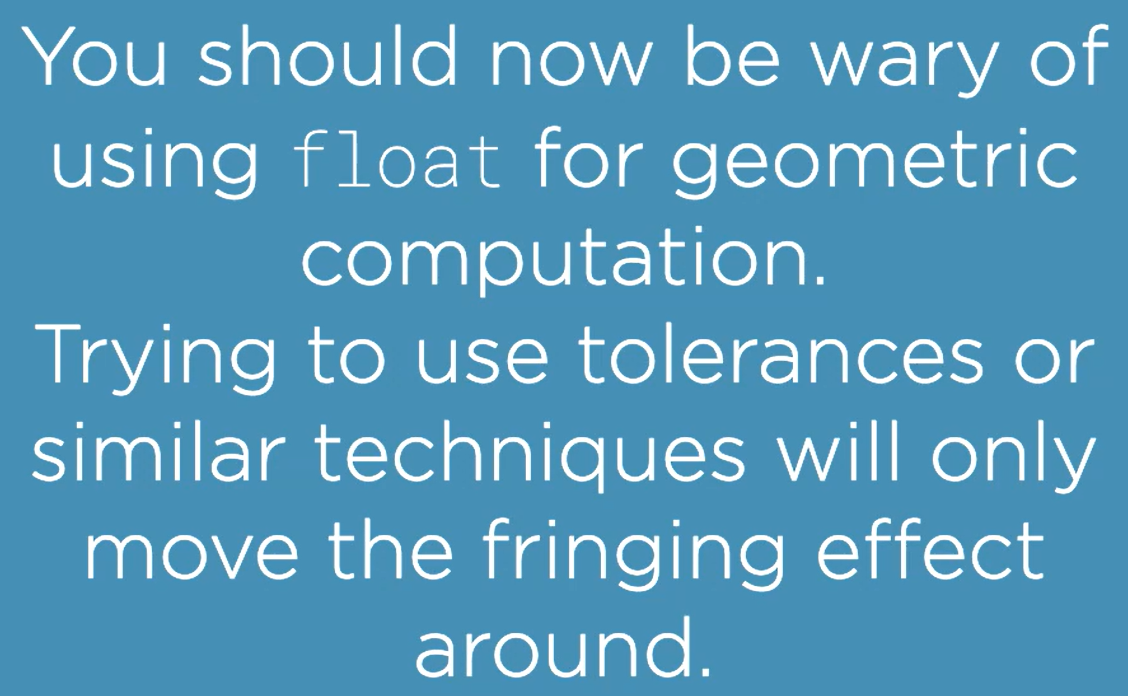 You should now be wary of
using float for geometric
computation.
Trying to use tolerances or
similar techniques will only
move the fringing effect
around.